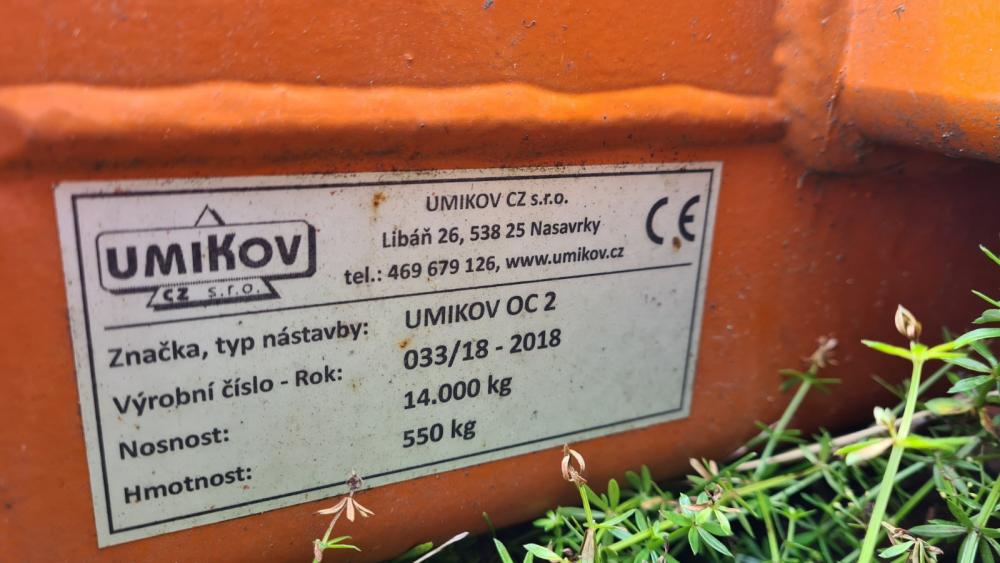 UMIKOV
CZ s.r.o.
UMIKOV CZ s.r.o.
Libáň 26, 538 25 Nasavrky
tel.: 469 679 126, www.umikov.cz
CE
Značka, typ nástavby: UMIKOV OC 2
Výrobní číslo - Rok: 033/18 - 2018
Nosnost: 14.000 kg
Hmotnost: 550 kg